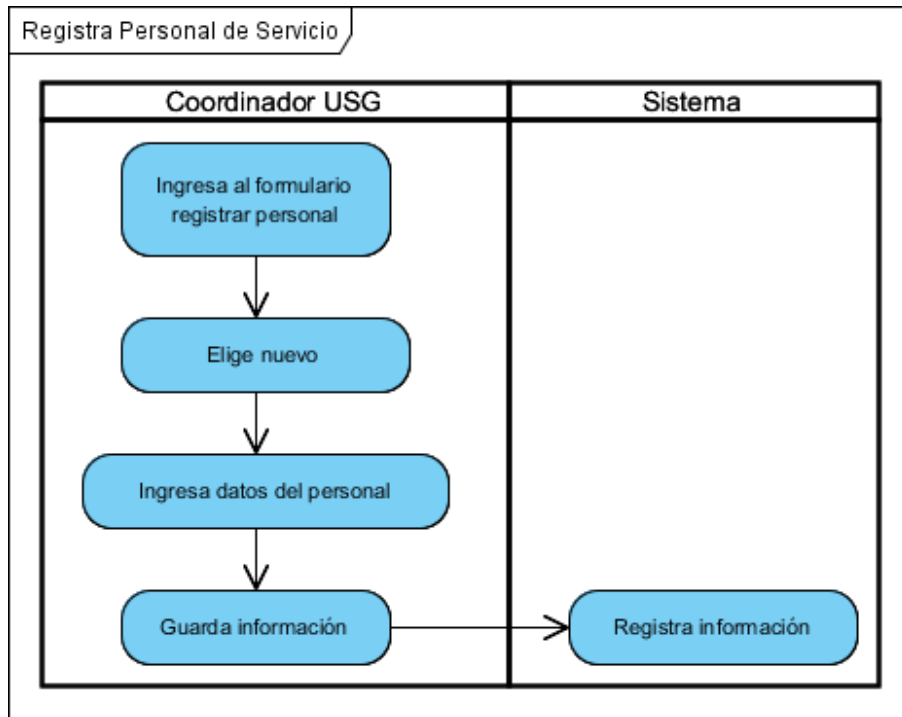 Registra Personal de Servicio
Coordinador USG
Sistema
Ingresa al formulario
registrar personal
Elige nuevo
Ingresa datos del personal
Guarda información
Registra información